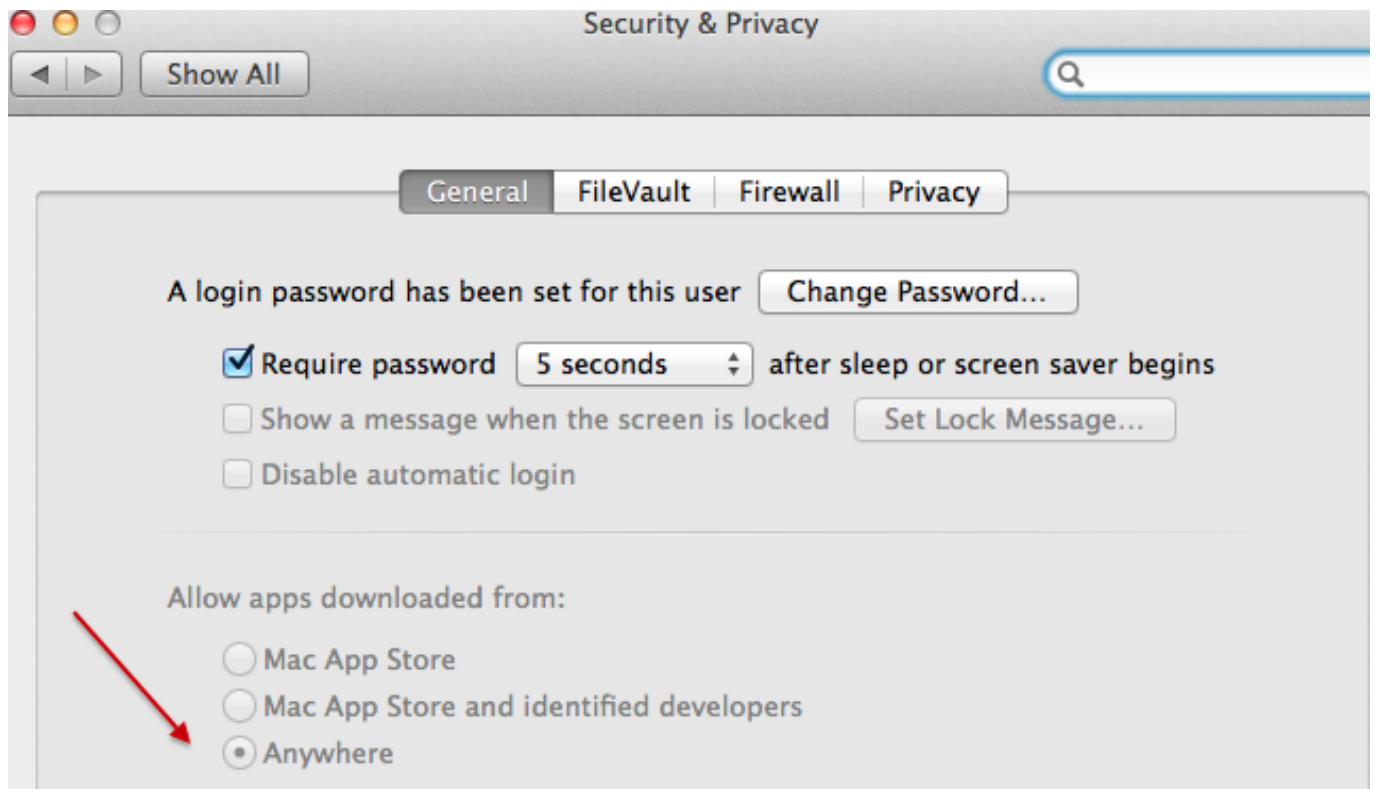 Security & Privacy
Show All
General FileVault Firewall Privacy
A login password has been set for this user Change Password...
Require password 5 seconds after sleep or screen saver begins
Show a message when the screen is locked Set Lock Message...
Disable automatic login
Allow apps downloaded from:
Mac App Store
Mac App Store and identified developers
Anywhere